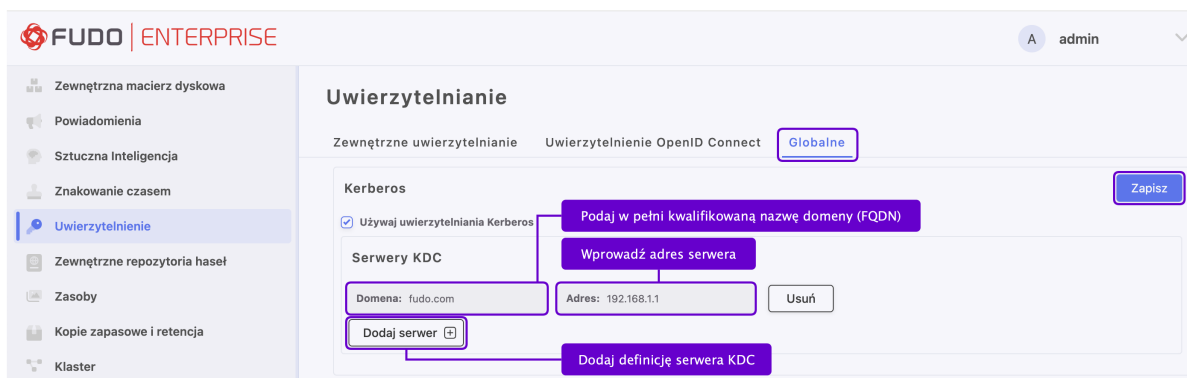 FUDO | ENTERPRISE
A admin
Zewnętrzna macierz dyskowa
Powiadomienia
Sztuczna Inteligencja
Znakowanie czasem
Uwierzytelnienie
Zewnętrzne repozytoria haseł
Zasoby
Kopie zapasowe i retencja
Klaster
Uwierzytelnianie
Zewnętrzne uwierzytelnianie Uwierzytelnienie OpenID Connect Globalne
Kerberos
Zapisz
Używaj uwierzytelniania Kerberos
Podaj w pełni kwalifikowaną nazwę domeny (FQDN)
Serwery KDC
Wprowadź adres serwera
Domena: fudo.com Adres: 192.168.1.1 Usuń
Dodaj serwer
Dodaj definicję serwera KDC